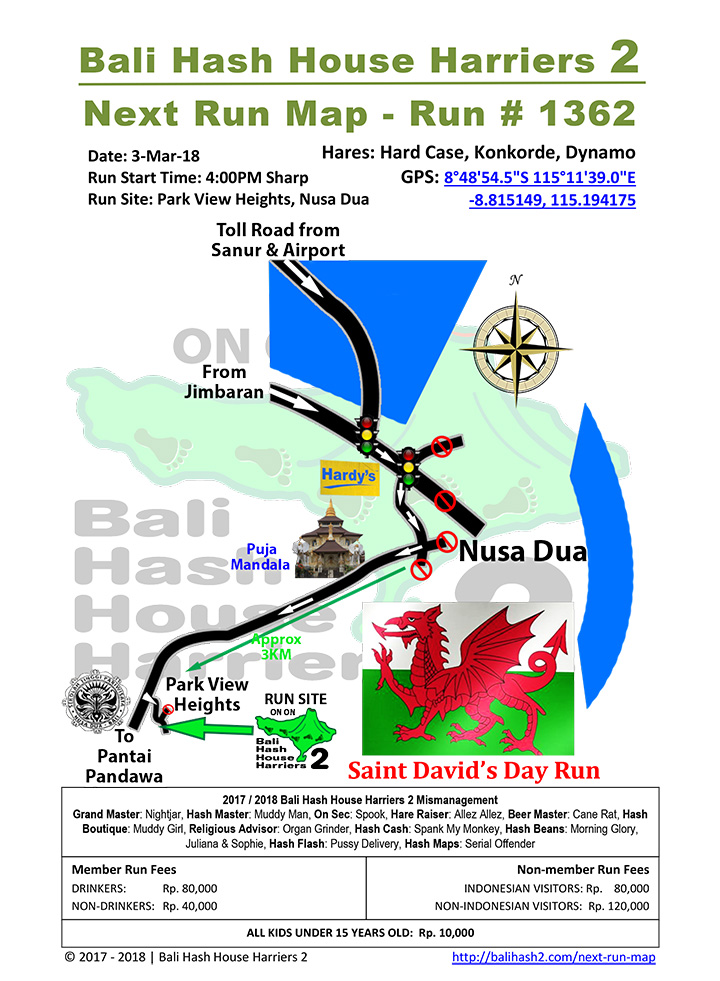 Bali Hash House Harriers 2
Next Run Map - Run # 1362
Date: 3-Mar-18
Run Start Time: 4:00PM Sharp
Run Site: Park View Heights, Nusa Dua
Hares: Hard Case, Konkorde, Dynamo
GPS: 8°48'54.5"S 115°11'39.0"E
-8.815149, 115.194175
Toll Road from
Sanur & Airport
N
ON
From
Jimbaran
Hardy's
Bali
Hash
House
Harriers
2
Puja
Mandala
Nusa Dua
Approx
3KM
Park View
Heights
RUN SITE
ON ON
Bali
Hash
House
Harriers 2
To
Pantai
Pandawa
Saint David's Day Run
2017 / 2018 Bali Hash House Harriers 2 Mismanagement
Grand Master: Nightjar, Hash Master: Muddy Man, On Sec: Spook, Hare Raiser: Allez Allez, Beer Master: Cane Rat, Hash
Boutique: Muddy Girl, Religious Advisor: Organ Grinder, Hash Cash: Spank My Monkey, Hash Beans: Morning Glory,
Juliana & Sophie, Hash Flash: Pussy Delivery, Hash Maps: Serial Offender
Member Run Fees
DRINKERS: Rp. 80,000
NON-DRINKERS: Rp. 40,000
Non-member Run Fees
INDONESIAN VISITORS: Rp. 80,000
NON-INDONESIAN VISITORS: Rp. 120,000
ALL KIDS UNDER 15 YEARS OLD: Rp. 10,000
© 2017 - 2018 | Bali Hash House Harriers 2
http://balihash2.com/next-run-map